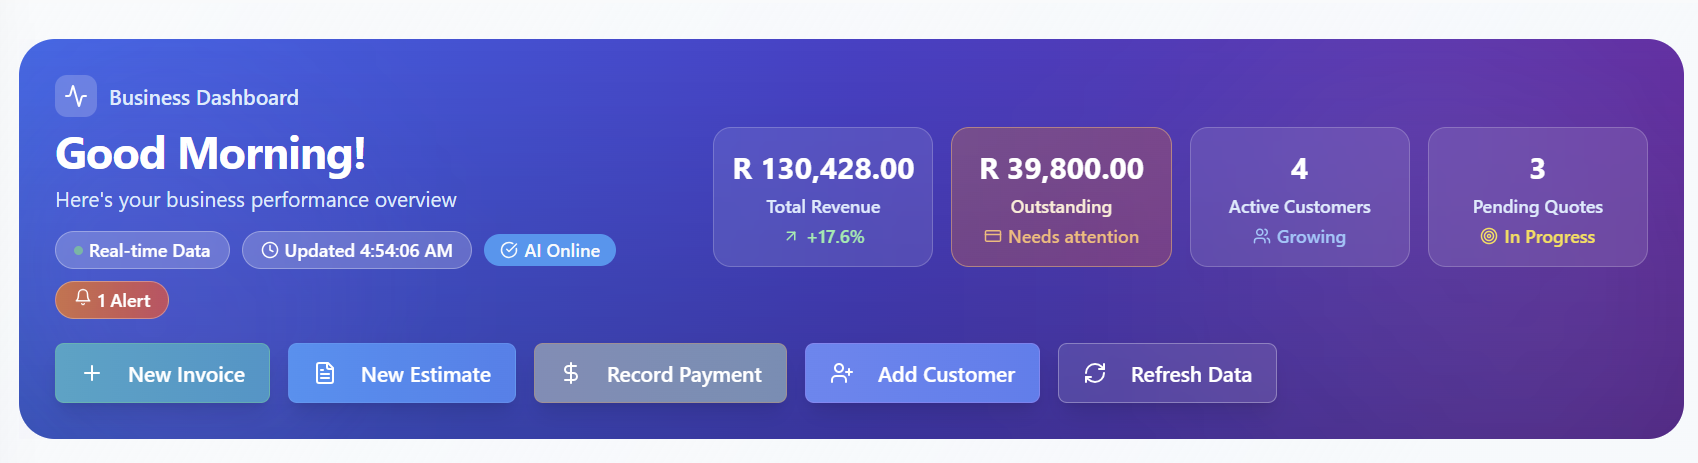 Business Dashboard
Good Morning!
Here's your business performance overview
Real-time Data
Updated 4:54:06 AM
AI Online
1 Alert
R 130,428.00
Total Revenue
+17.6%
R 39,800.00
Outstanding
Needs attention
4
Active Customers
Growing
3
Pending Quotes
In Progress
New Invoice
New Estimate
Record Payment
Add Customer
Refresh Data